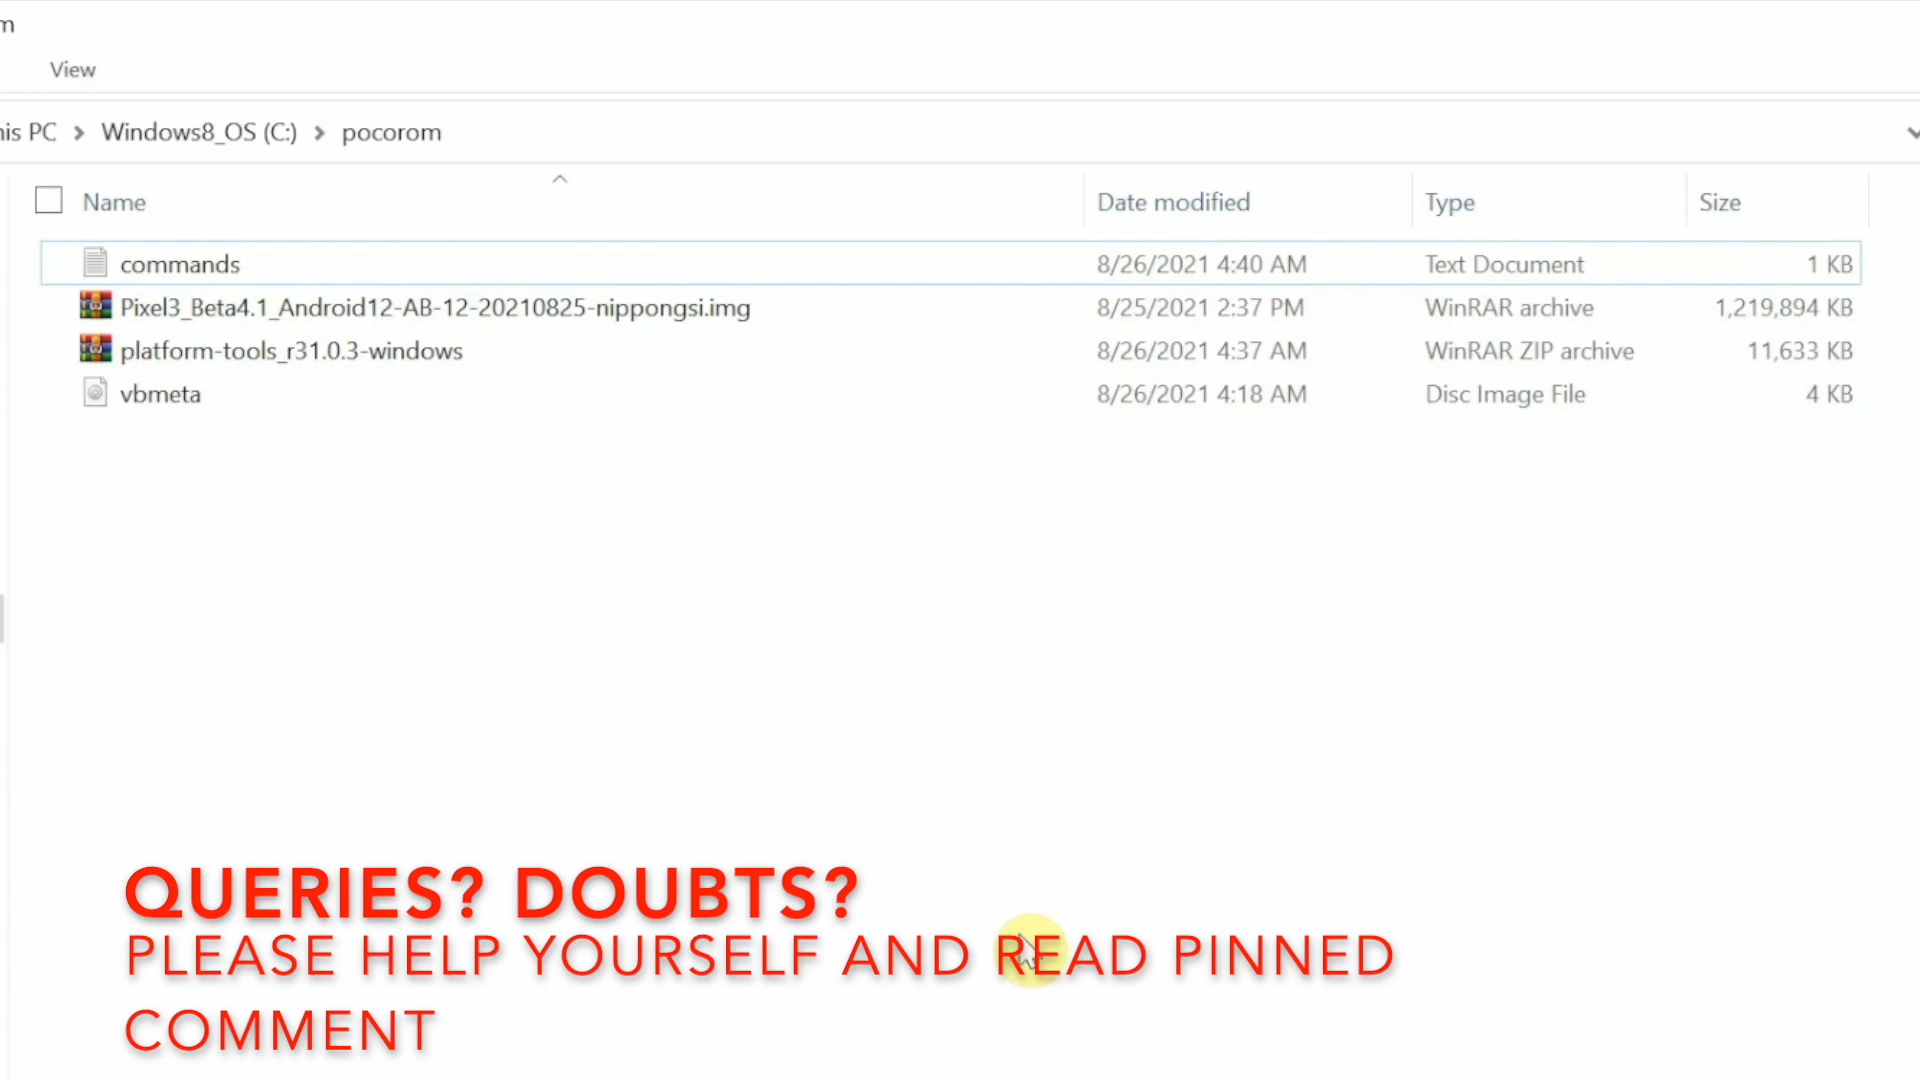 m
View
his PC > Windows8_OS (C:) > pocorom
Name Date modified Type Size
commands 8/26/2021 4:40 AM Text Document 1 KB
Pixel3_Beta4.1_Android12-AB-12-20210825-nippongsi.img 8/25/2021 2:37 PM WinRAR archive 1,219,894 KB
platform-tools_r31.0.3-windows 8/26/2021 4:37 AM WinRAR ZIP archive 11,633 KB
vbmeta 8/26/2021 4:18 AM Disc Image File 4 KB
QUERIES? DOUBTS?
PLEASE HELP YOURSELF AND READ PINNED
COMMENT